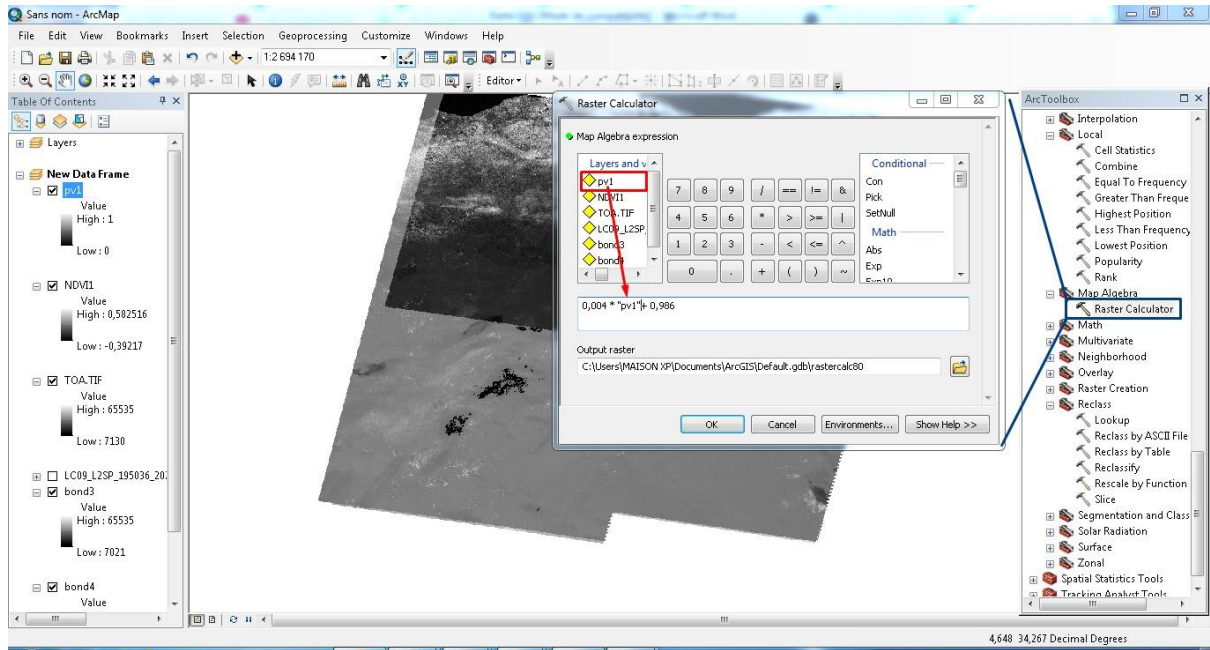 Sans nom - ArcMap
File Edit View Bookmarks Insert Selection Geoprocessing Customize Windows Help
1:2 694 170
Editor
Table Of Contents
Layers
New Data Frame
pv1
Value
High : 1
Low : 0
NDVI1
Value
High : 0,582516
Low : -0,39217
TOA.TIF
Value
High : 65535
Low : 7130
LC09_L2SP_195036_20
bond3
Value
High : 65535
Low : 7021
bond4
Value
Raster Calculator
Map Algebra expression
Layers and v
pv1
NDVI1
TOA.TIF
LC09_L2SP_
bond3
bond4
7 8 9 / == != &
4 5 6 * > >= |
1 2 3 - < <= ^
0 . + ( ) ~
Conditional
Con
Pick
SetNull
Math
Abs
Exp
Exp10
0,004 * "pv1"+ 0,986
Output raster
C:\Users\MAISON XP\Documents\ArcGIS\Default.gdb\rastercalc80
OK Cancel Environments... Show Help >>
ArcToolbox
Interpolation
Local
Cell Statistics
Combine
Equal To Frequency
Greater Than Freque
Highest Position
Less Than Frequency
Lowest Position
Popularity
Rank
Map Algebra
Raster Calculator
Math
Multivariate
Neighborhood
Overlay
Raster Creation
Reclass
Lookup
Reclass by ASCII File
Reclass by Table
Reclassify
Rescale by Function
Slice
Segmentation and Class
Solar Radiation
Surface
Zonal
Spatial Statistics Tools
Tracking Analyst Tools
4,648 34,267 Decimal Degrees